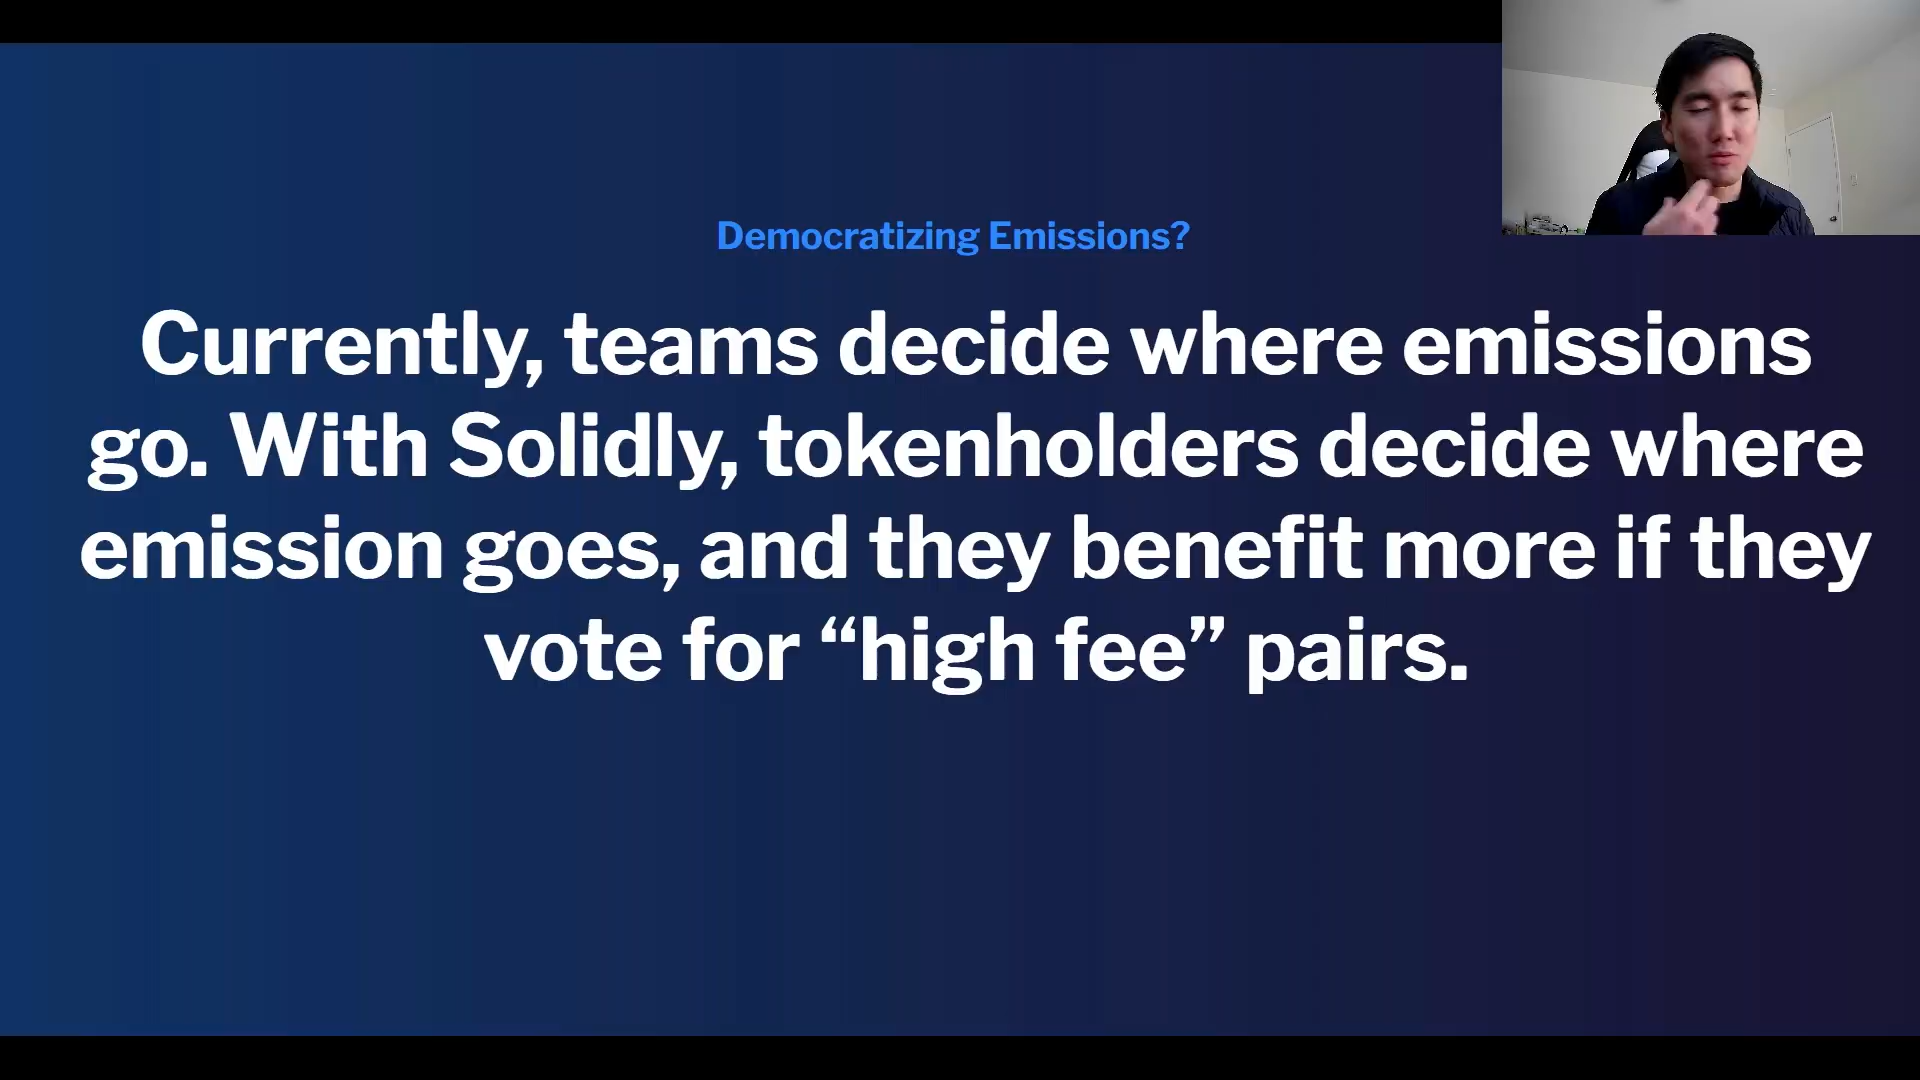 Democratizing Emissions?
Currently, teams decide where emissions
go. With Solidly, tokenholders decide where
emission goes, and they benefit more if they
vote for “high fee” pairs.